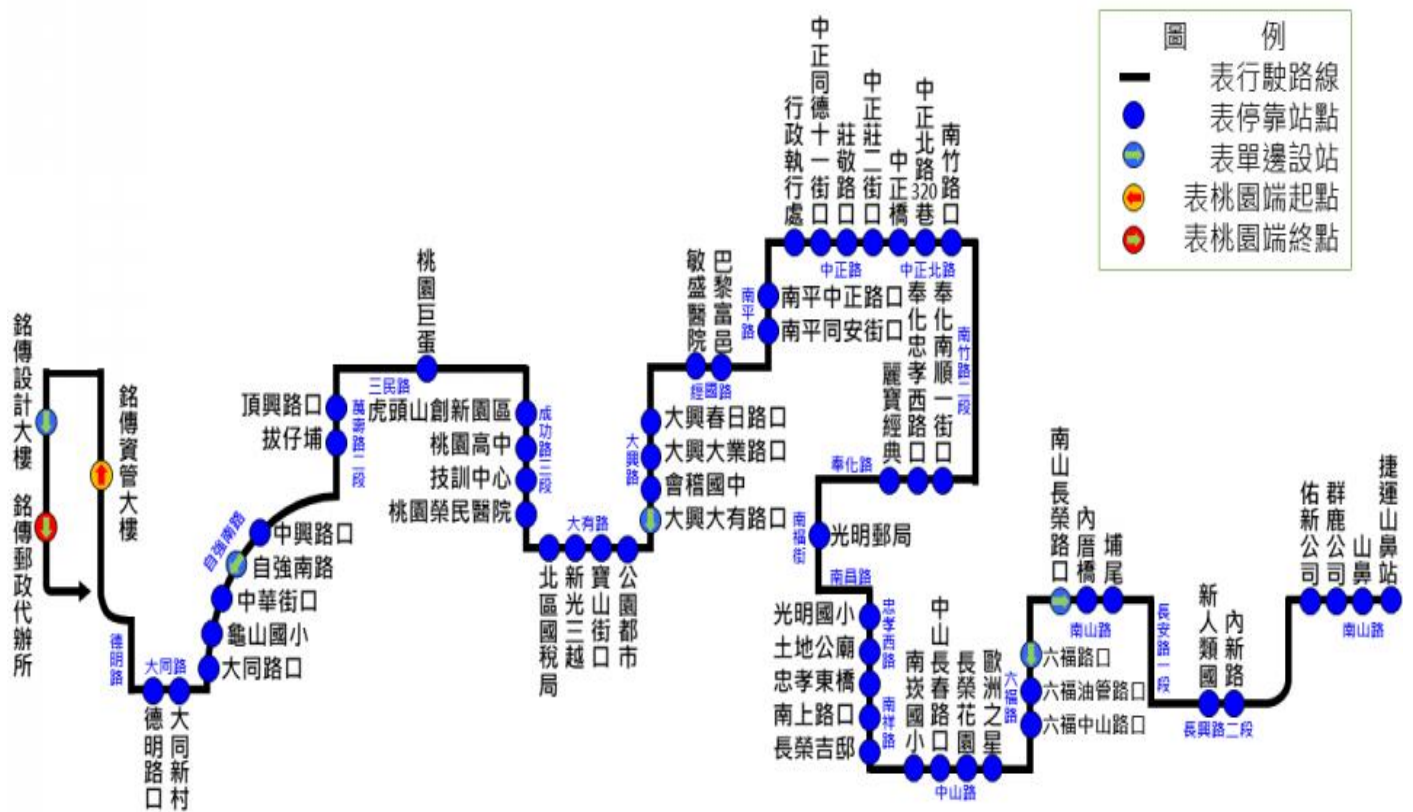 圖 例
表行駛路線
表停靠站點
表單邊設站
表桃園端起點
表桃園端終點
銘傳設計大樓
銘傳郵政代辦所
銘傳資管大樓
德明路
德明路口
大同新村
大同路
大同路口
龜山國小
中華街口
自強南路
自強南路
中興路口
拔仔埔
頂興路口
萬壽路二段
三民路
桃園巨蛋
虎頭山創新園區
桃園高中
技訓中心
桃園榮民醫院
成功路三段
北區國稅局
新光三越
寶山街口
公園都市
大有路
大興大有路口
會稽國中
大興大業路口
大興春日路口
大興路
敏盛醫院
巴黎富邑
經國路
南平路
南平同安街口
南平中正路口
行政執行處
中正同德十一街口
莊敬路口
中正莊二街口
中正橋
中正北路320巷
南竹路口
中正路
中正北路
南竹路二段
奉化南順一街口
奉化忠孝西路口
麗寶經典
奉化路
南福街
光明郵局
南昌路
光明國小
土地公廟
忠孝東橋
南上路口
長榮吉邸
忠孝西路
南祥路
南崁國小
中山長春路口
長榮花園
歐洲之星
中山路
六福路
六福中山路口
六福油管路口
六福路口
南山長榮路口
內厝橋
埔尾
南山路
長安路一段
新人類國
內新路
長興路二段
佑新公司
群鹿公司
山鼻
捷運山鼻站
南山路